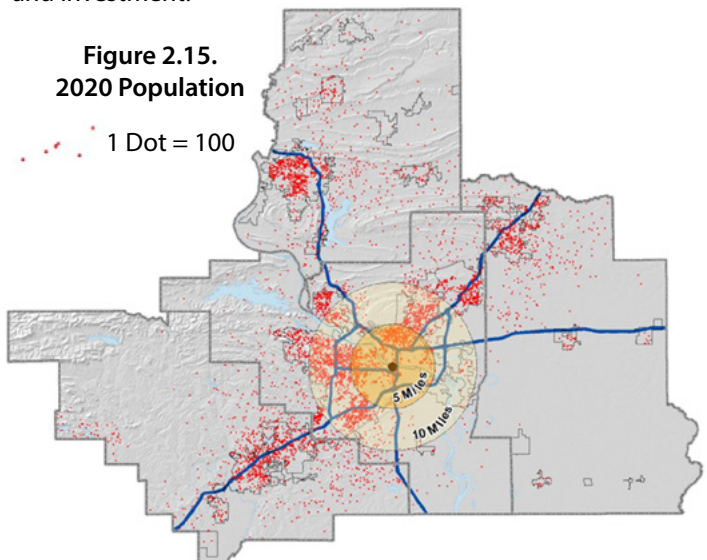 and investment.
Figure 2.15.
2020 Population
1 Dot = 100
5 Miles
10 Miles